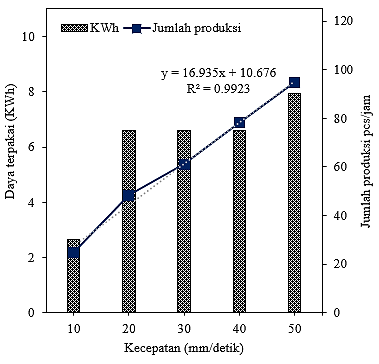 KWh Jumlah produksi
y = 16.935x + 10.676
R² = 0.9923
10
8
6
4
2
0
120
100
80
60
40
20
0
10 20 30 40 50
Daya terpakai (KWh)
Jumlah produksi pcs/jam
Kecepatan (mm/detik)